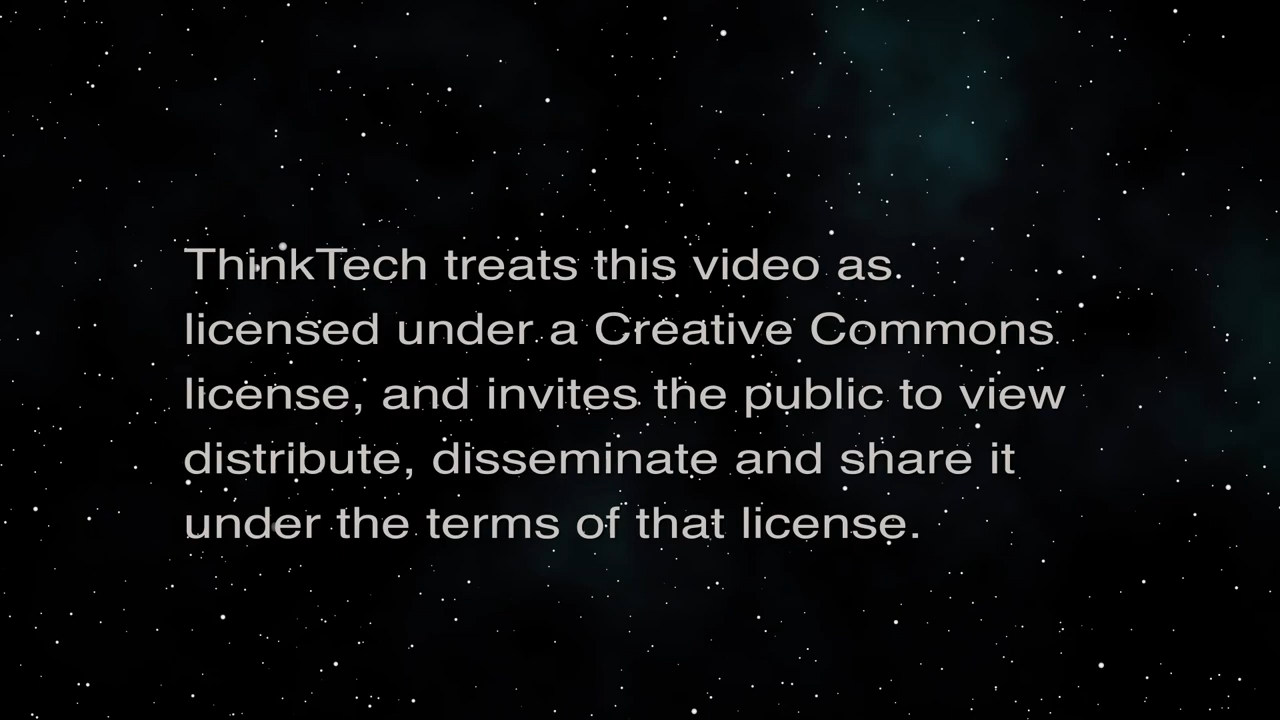 ThinkTech treats this video as.
licensed under a Creative Commons
license, and invites the public to view
distribute, disseminate and share it
under the terms of that license.